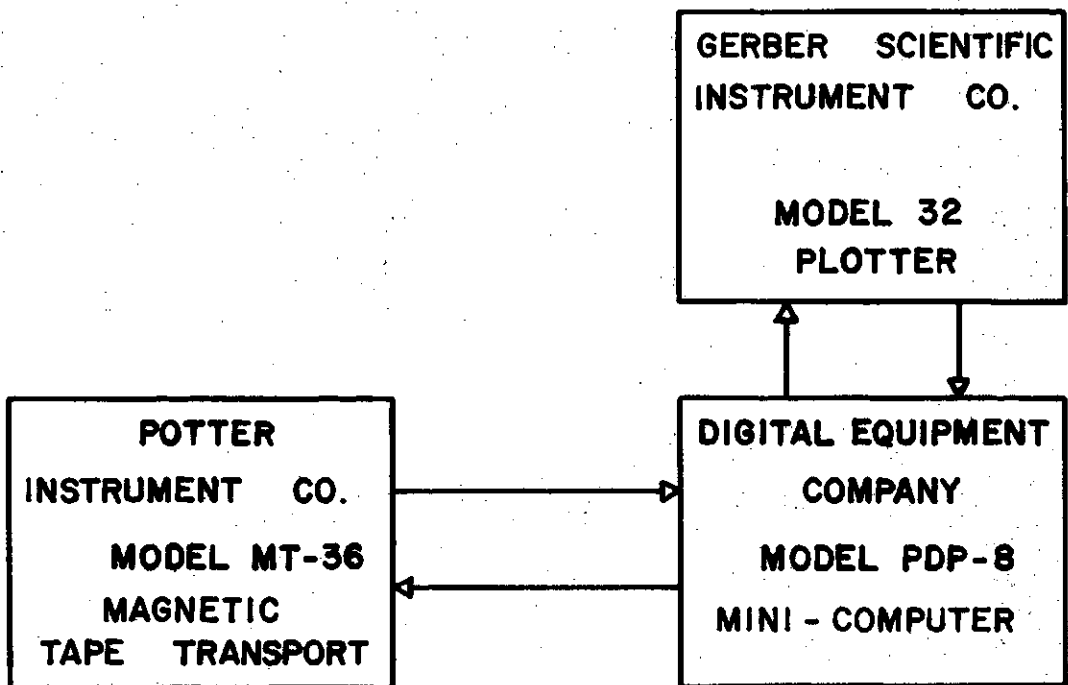 GERBER SCIENTIFIC
INSTRUMENT CO.
MODEL 32
PLOTTER
POTTER
INSTRUMENT CO.
MODEL MT-36
MAGNETIC
TAPE TRANSPORT
DIGITAL EQUIPMENT
COMPANY
MODEL PDP-8
MINI - COMPUTER